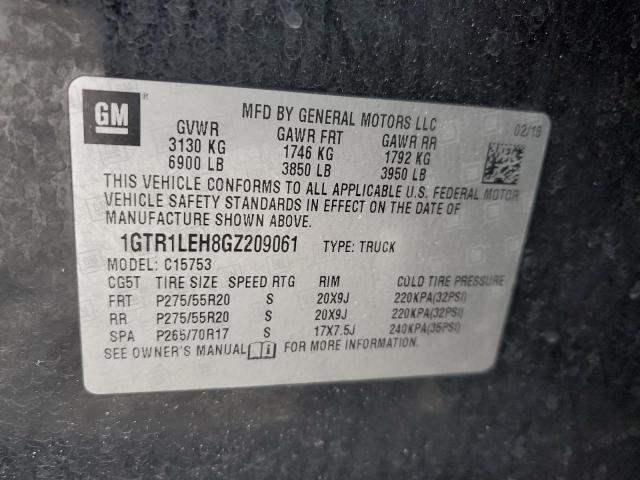 GM ®
MFD BY GENERAL MOTORS LLC
02/16
GVWR GAWR FRT GAWR RR
3130 KG 1746 KG 1792 KG
6900 LB 3850 LB 3950 LB
THIS VEHICLE CONFORMS TO ALL APPLICABLE U.S. FEDERAL MOTOR
VEHICLE SAFETY STANDARDS IN EFFECT ON THE DATE OF
MANUFACTURE SHOWN ABOVE.
1GTR1LEH8GZ209061 TYPE: TRUCK
MODEL: C15753
CG5T TIRE SIZE SPEED RTG RIM COLD TIRE PRESSURE
FRT P275/55R20 S 20X9J 220KPA(32PSI)
RR P275/55R20 S 20X9J 220KPA(32PSI)
SPA P265/70R17 S 17X7.5J 240KPA(35PSI)
SEE OWNER'S MANUAL FOR MORE INFORMATION.